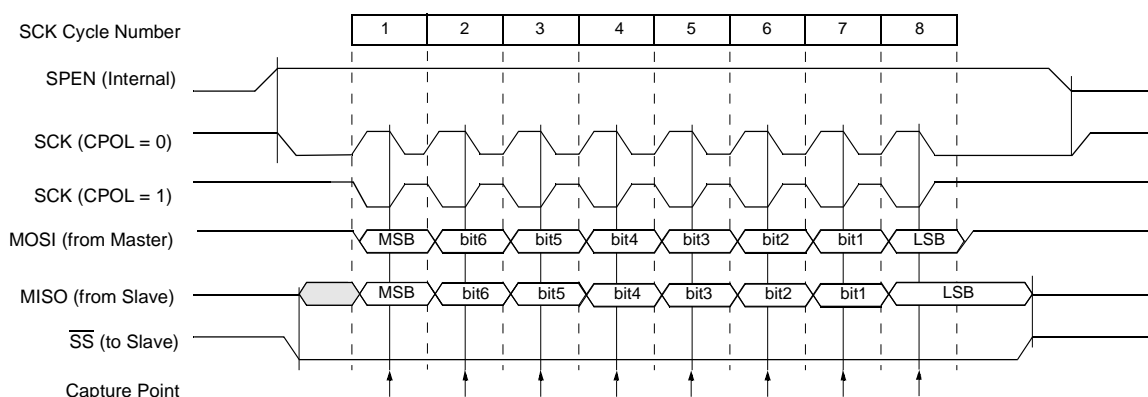 SCK Cycle Number 1 2 3 4 5 6 7 8
SPEN (Internal)
SCK (CPOL = 0)
SCK (CPOL = 1)
MOSI (from Master) MSB bit6 bit5 bit4 bit3 bit2 bit1 LSB
MISO (from Slave) MSB bit6 bit5 bit4 bit3 bit2 bit1 LSB
SS (to Slave)
Capture Point